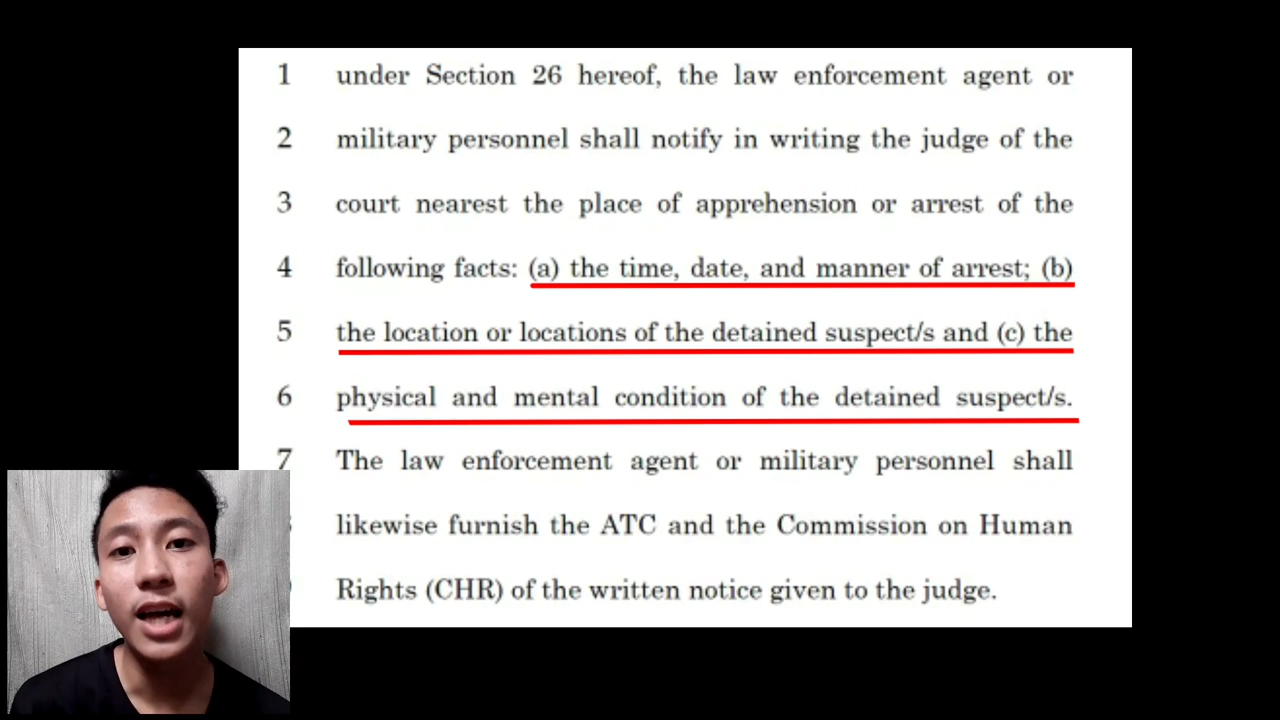 1 under Section 26 hereof, the law enforcement agent or
2 military personnel shall notify in writing the judge of the
3 court nearest the place of apprehension or arrest of the
4 following facts: (a) the time, date, and manner of arrest; (b)
5 the location or locations of the detained suspect/s and (c) the
6 physical and mental condition of the detained suspect/s.
7 The law enforcement agent or military personnel shall
likewise furnish the ATC and the Commission on Human
Rights (CHR) of the written notice given to the judge.